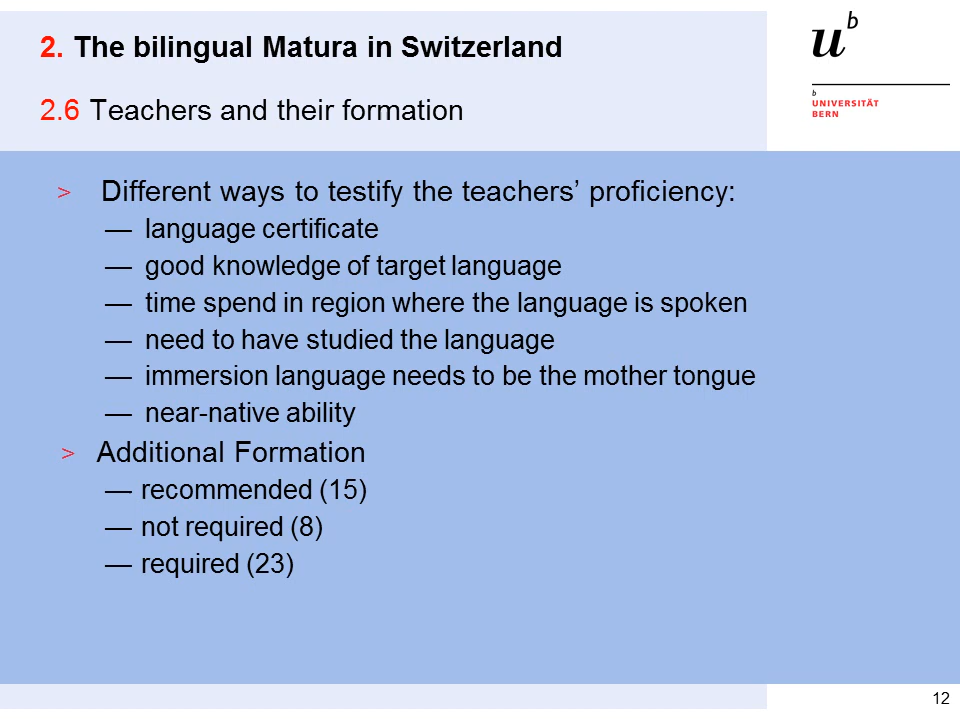 2. The bilingual Matura in Switzerland
2.6 Teachers and their formation
u b
b
UNIVERSITÄT
BERN
> Different ways to testify the teachers’ proficiency:
— language certificate
— good knowledge of target language
— time spend in region where the language is spoken
— need to have studied the language
— immersion language needs to be the mother tongue
— near-native ability
> Additional Formation
— recommended (15)
— not required (8)
— required (23)
12